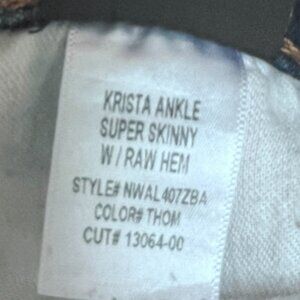 KRISTA ANKLE
SUPER SKINNY
W / RAW HEM
STYLE# NWAL407ZBA
COLOR# THOM
CUT# 13064-00